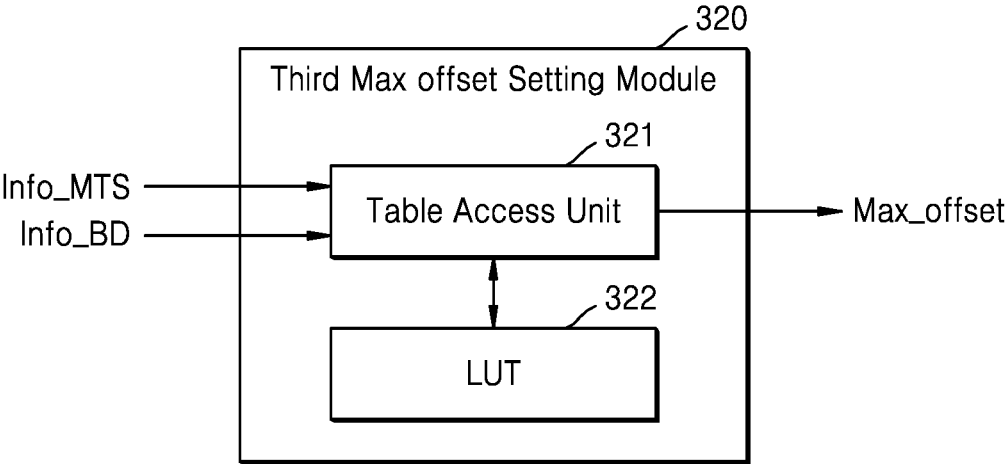 320
Third Max offset Setting Module
321
Info_MTS
Table Access Unit
Max_offset
Info_BD
322
LUT